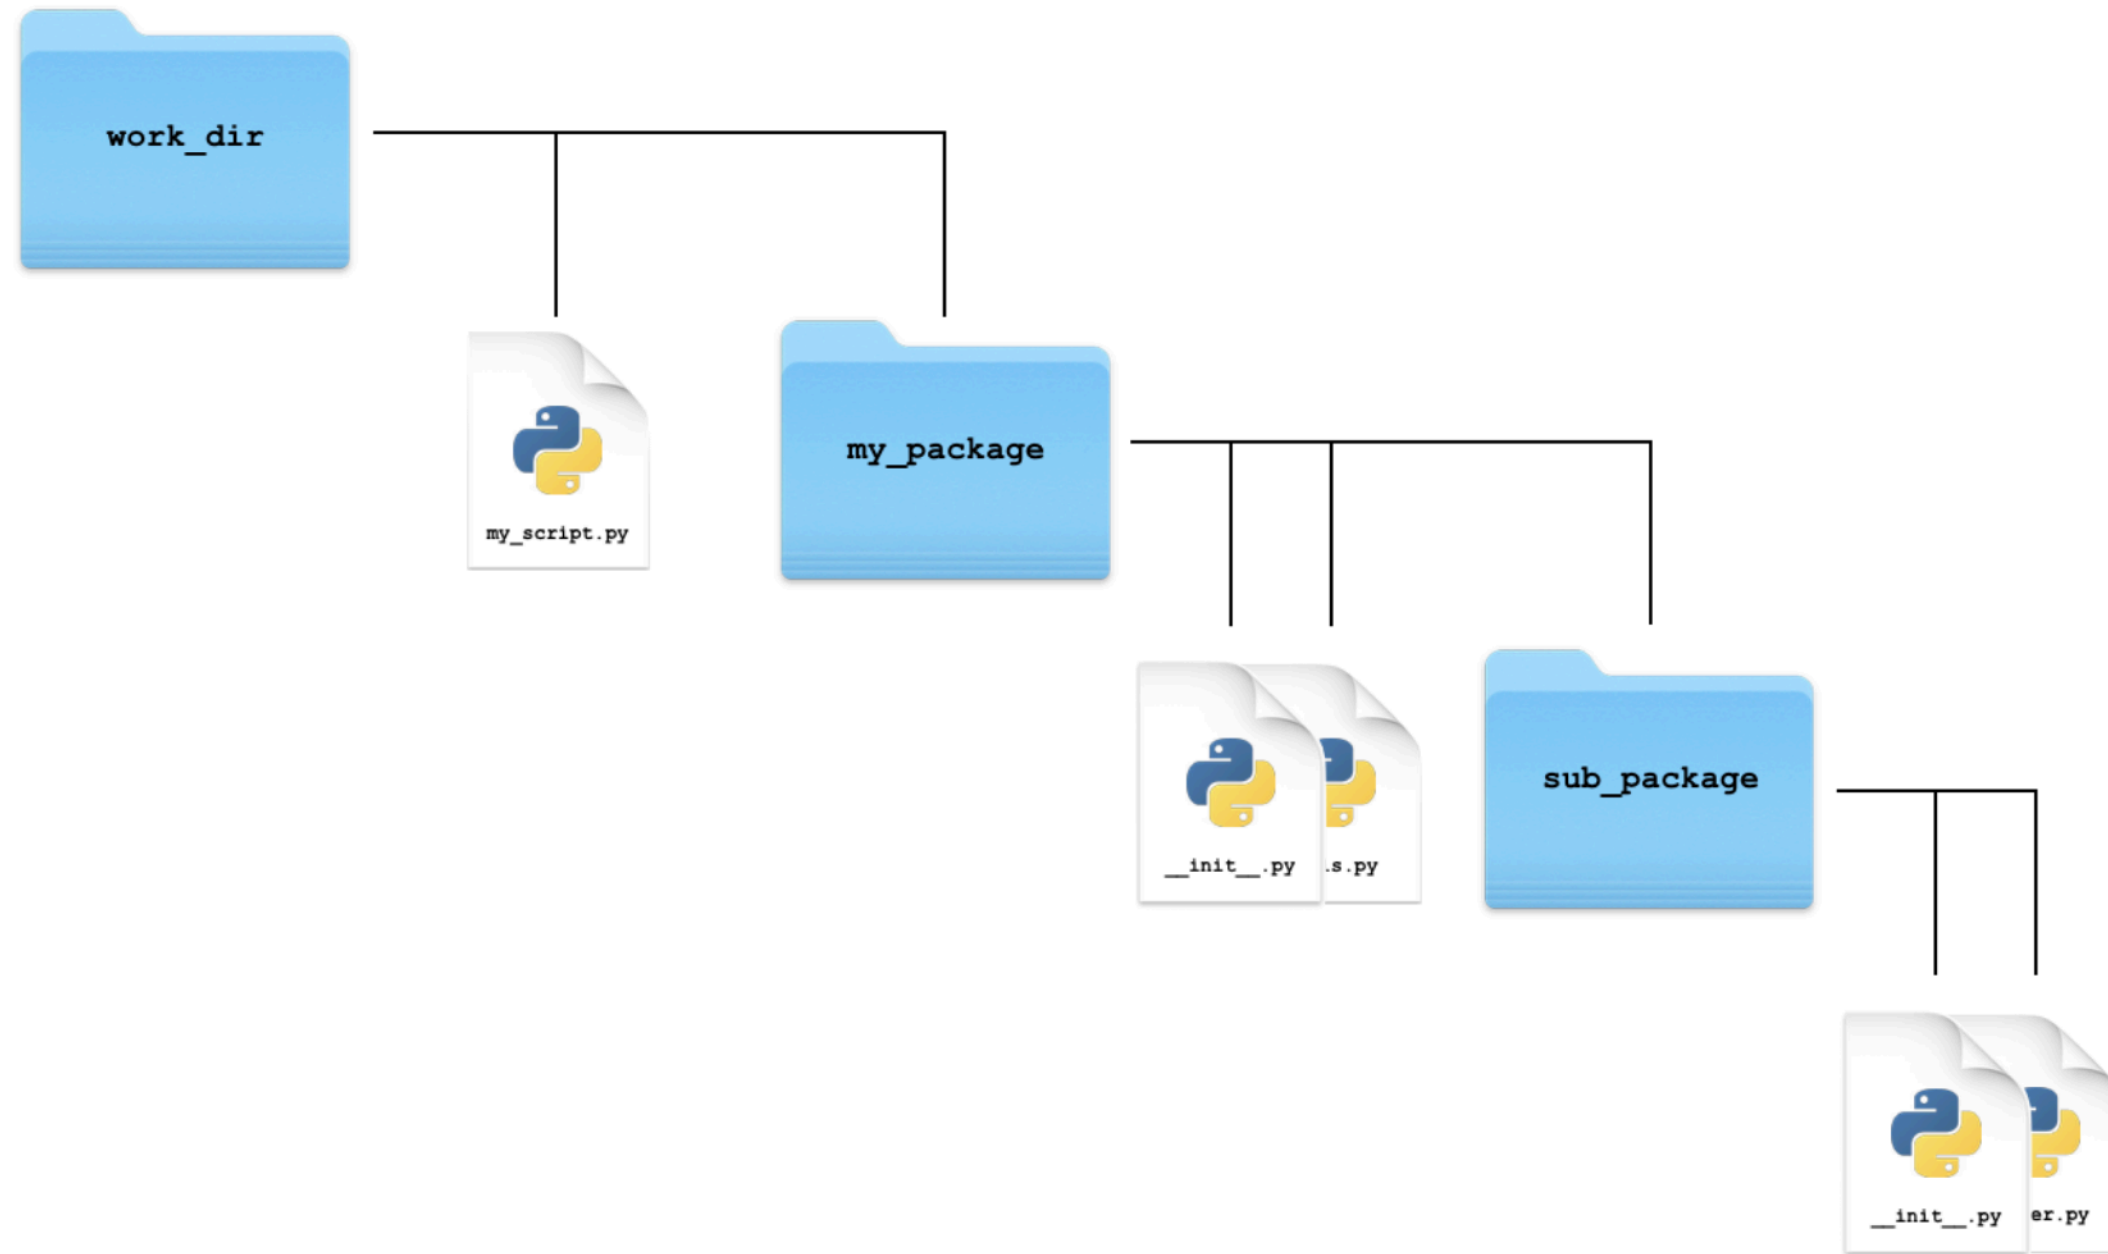 work_dir
my_script.py
my_package
__init__.py
s.py
sub_package
__init__.py
er.py